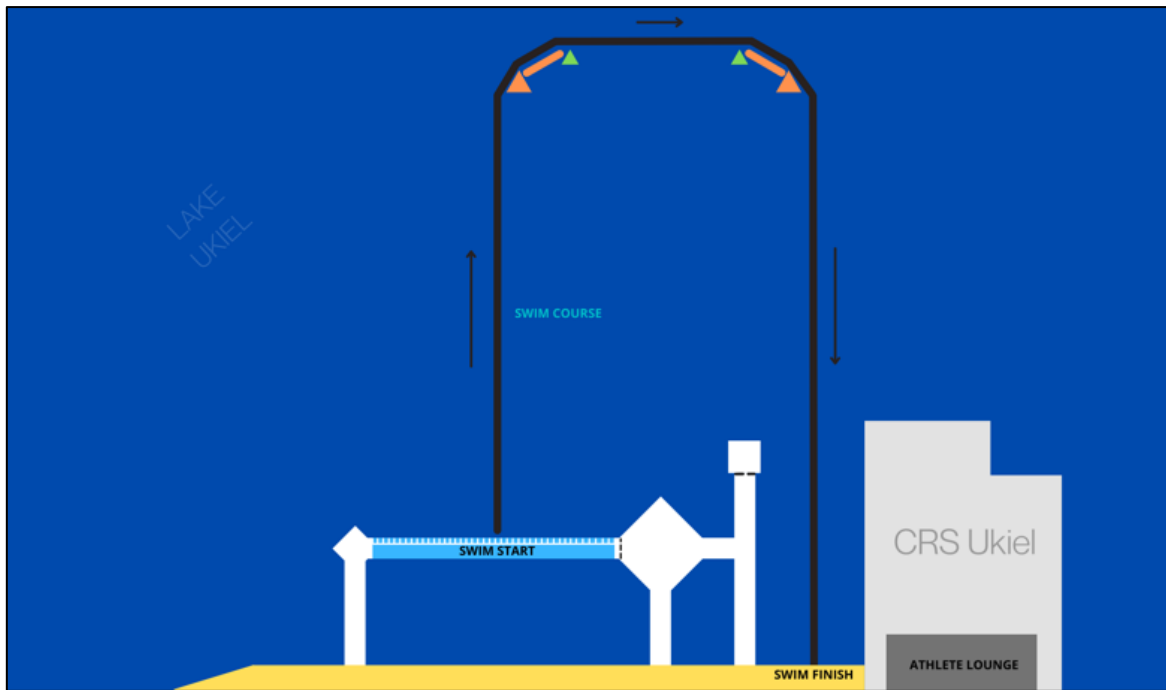 LAKE
UKIEL
SWIM COURSE
SWIM START
CRS Ukiel
ATHLETE LOUNGE
SWIM FINISH